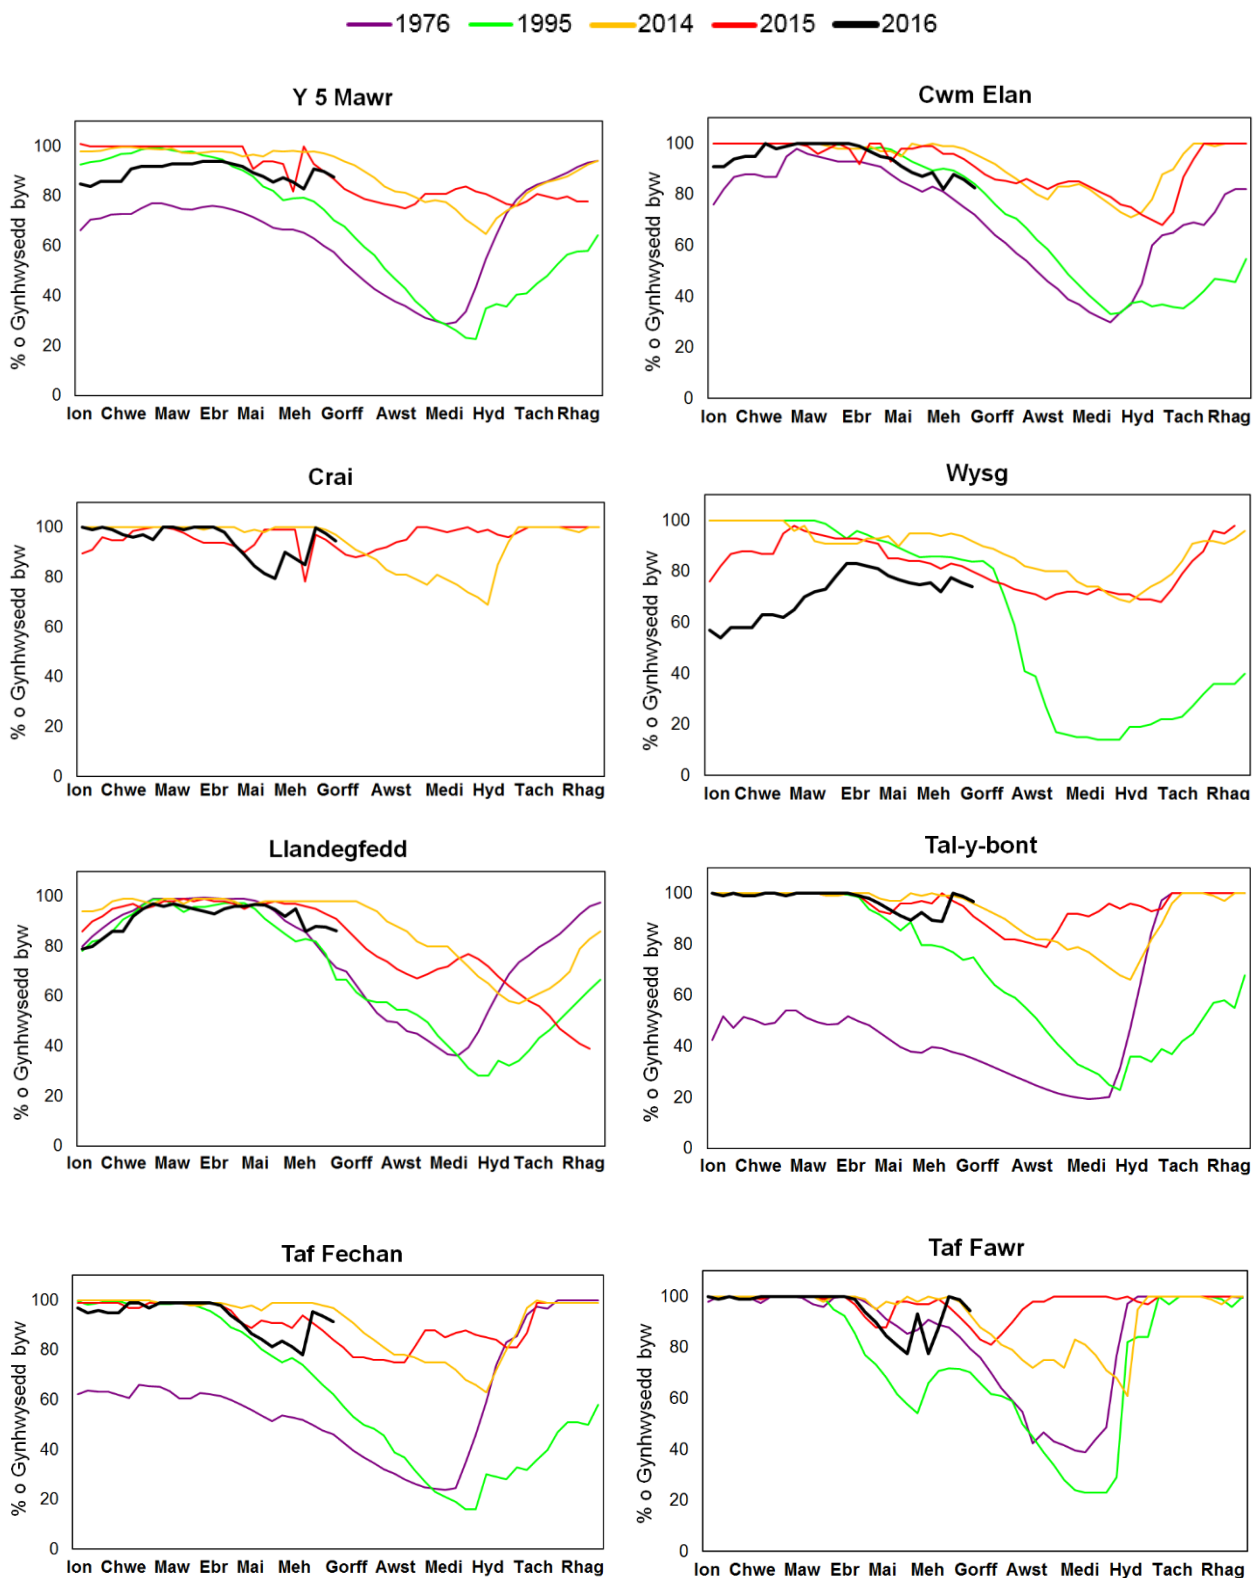 1976 1995 2014 2015 2016
Y 5 Mawr
% o Gynhwysedd byw
100
80
60
40
20
0
Ion Chwe Maw Ebr Mai Meh Gorff Awst Medi Hyd Tach Rhag
Cwm Elan
% o Gynhwysedd byw
100
80
60
40
20
0
Ion Chwe Maw Ebr Mai Meh Gorff Awst Medi Hyd Tach Rhag
Crai
% o Gynhwysedd byw
100
80
60
40
20
0
Ion Chwe Maw Ebr Mai Meh Gorff Awst Medi Hyd Tach Rhag
Wysg
% o Gynhwysedd byw
100
80
60
40
20
0
Ion Chwe Maw Ebr Mai Meh Gorff Awst Medi Hyd Tach Rhag
Llandegfedd
% o Gynhwysedd byw
100
80
60
40
20
0
Ion Chwe Maw Ebr Mai Meh Gorff Awst Medi Hyd Tach Rhag
Tal-y-bont
% o Gynhwysedd byw
100
80
60
40
20
0
Ion Chwe Maw Ebr Mai Meh Gorff Awst Medi Hyd Tach Rhag
Taf Fechan
% o Gynhwysedd byw
100
80
60
40
20
0
Ion Chwe Maw Ebr Mai Meh Gorff Awst Medi Hyd Tach Rhag
Taf Fawr
% o Gynhwysedd byw
100
80
60
40
20
0
Ion Chwe Maw Ebr Mai Meh Gorff Awst Medi Hyd Tach Rhag